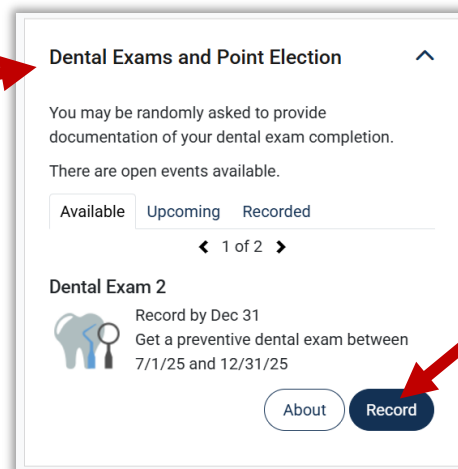 Dental Exams and Point Election
You may be randomly asked to provide
documentation of your dental exam completion.
There are open events available.
Available Upcoming Recorded
1 of 2
Dental Exam 2
Record by Dec 31
Get a preventive dental exam between
7/1/25 and 12/31/25
About Record